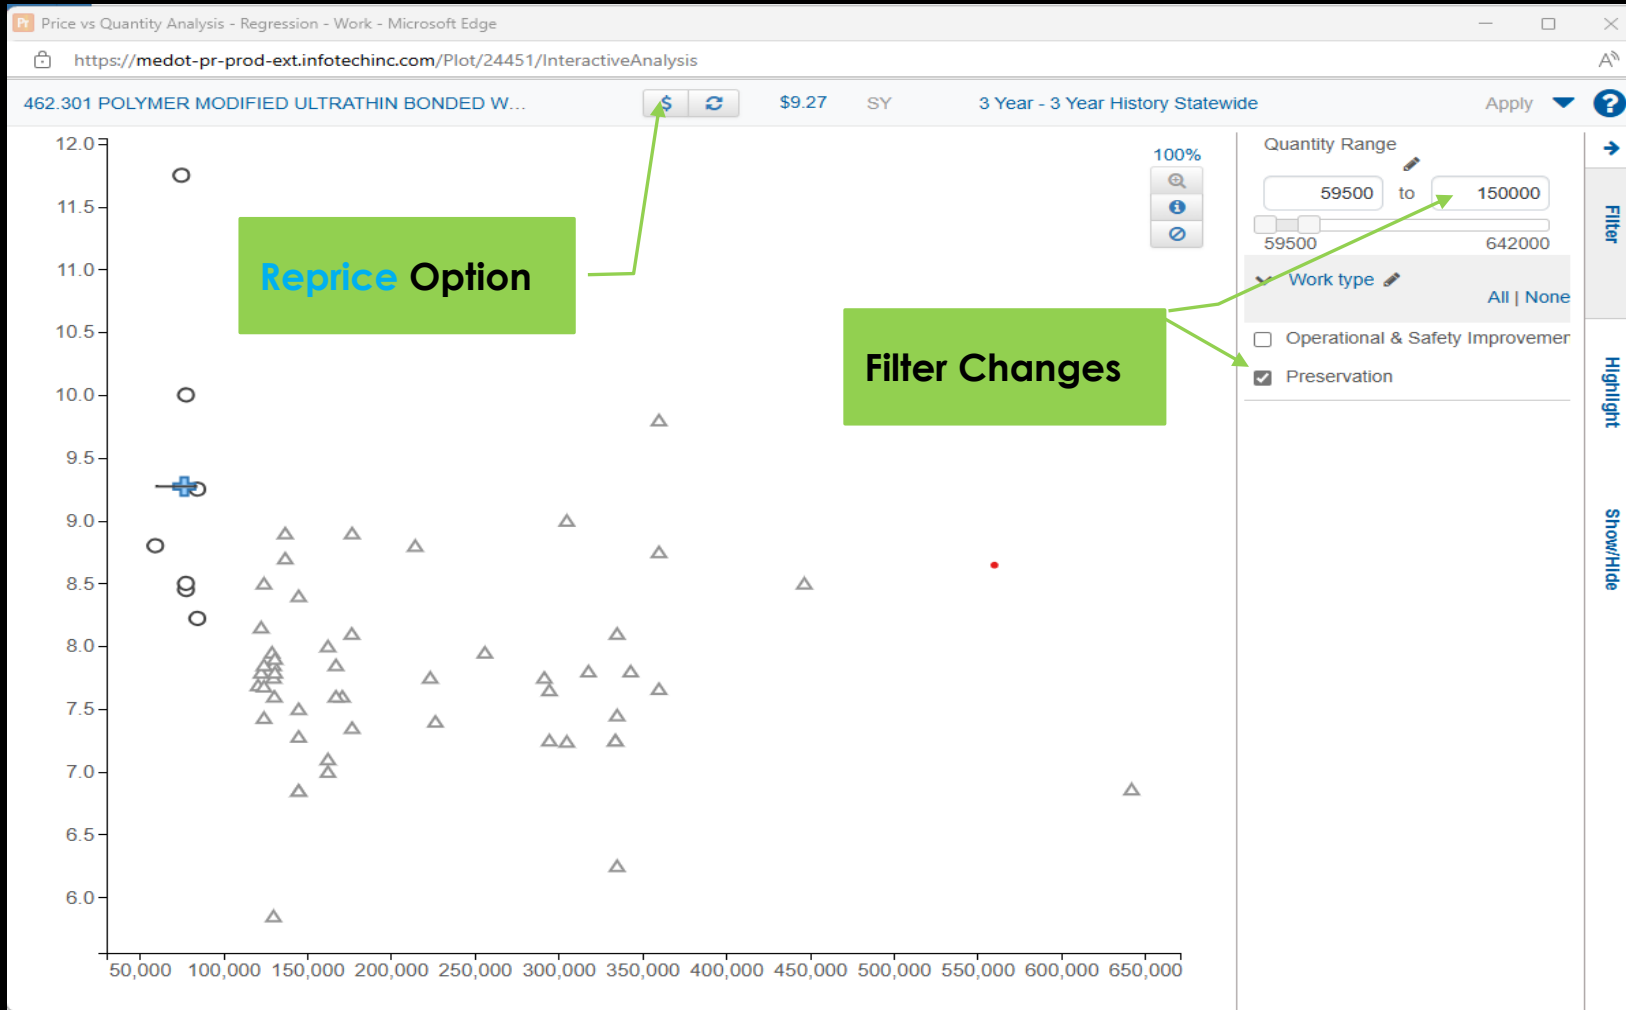 Pr Price vs Quantity Analysis - Regression - Work - Microsoft Edge
https://medot-pr-prod-ext.infotechinc.com/Plot/24451/InteractiveAnalysis
462.301 POLYMER MODIFIED ULTRATHIN BONDED W... $ $9.27 SY 3 Year - 3 Year History Statewide Apply ?
12.0
11.5
11.0
10.5
10.0
9.5
9.0
8.5
8.0
7.5
7.0
6.5
6.0
50,000 100,000 150,000 200,000 250,000 300,000 350,000 400,000 450,000 500,000 550,000 600,000 650,000
Reprice Option
Filter Changes
100%
Quantity Range
59500 to 150000
59500 642000
Work type
All | None
Operational & Safety Improvemen
Preservation
Filter
Highlight
Show/Hide